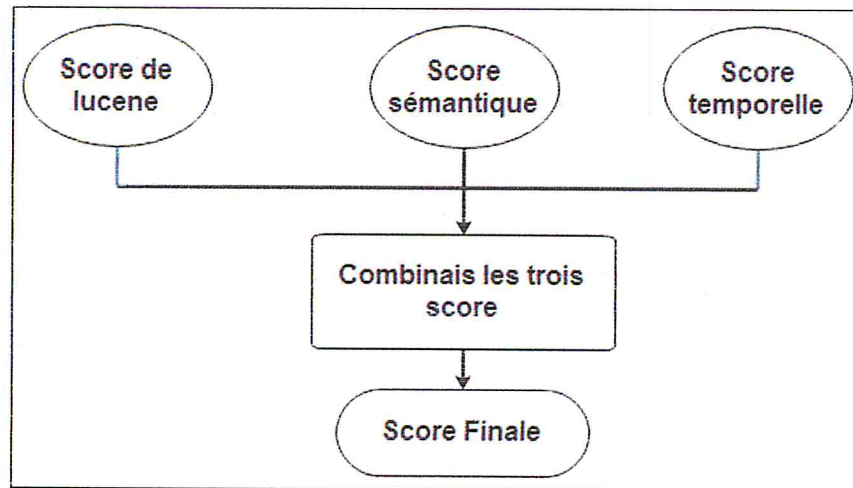 Score de
lucene
Score
sémantique
Score
temporelle
Combinais les trois
score
Score Finale